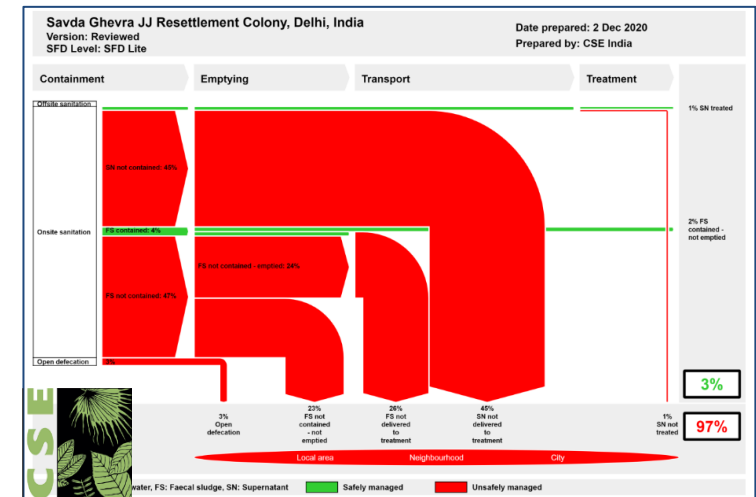 Savda Ghevra JJ Resettlement Colony, Delhi, India
Version: Reviewed
SFD Level: SFD Lite
Date prepared: 2 Dec 2020
Prepared by: CSE India
Containment
Emptying
Transport
Treatment
Offsite sanitation
1% SN treated
SN not contained: 45%
Onsite sanitation
FS contained: 4%
2% FS
contained -
not emptied
FS not contained - emptied: 24%
FS not contained: 47%
Open defecation
3%
3%
3%
Open
defecation
23%
FS not
contained
- not
emptied
26%
FS not
delivered
to
treatment
45%
SN not
delivered
to
treatment
1%
SN not
treated
97%
Local area
Neighbourhood
City
CSE
water, FS: Faecal sludge, SN: Supernatant
Safely managed
Unsafely managed